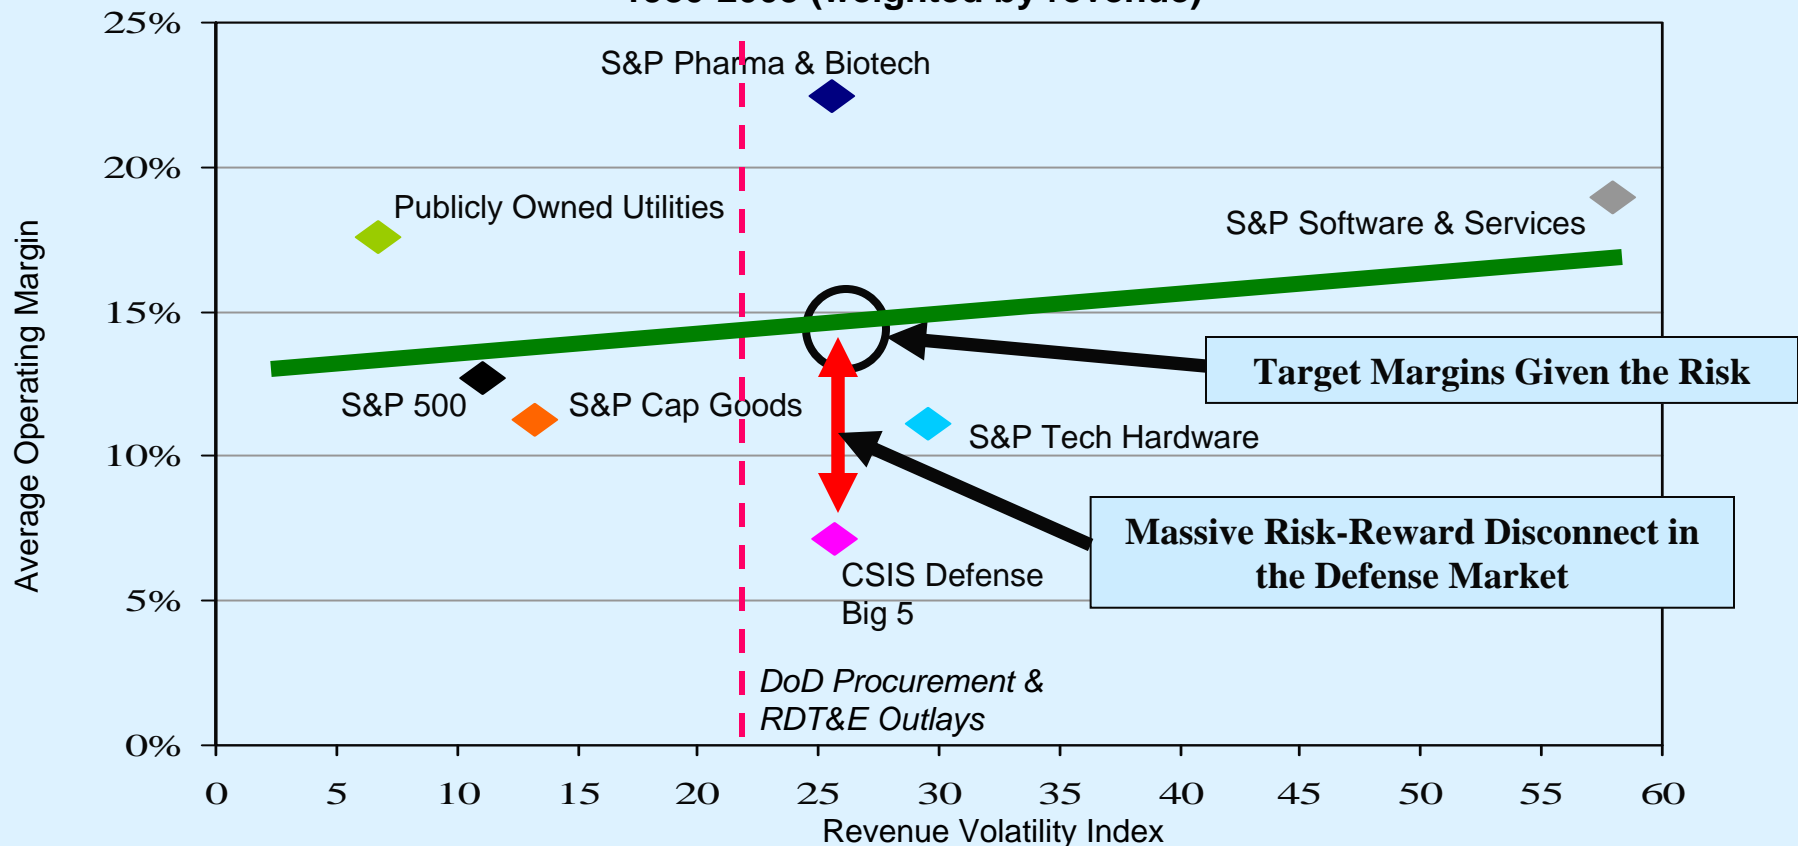 25%
S&P Pharma & Biotech
20%
Publicly Owned Utilities
S&P Software & Services
15%
Target Margins Given the Risk
S&P 500
S&P Cap Goods
S&P Tech Hardware
10%
Massive Risk-Reward Disconnect in
the Defense Market
CSIS Defense
Big 5
5%
DoD Procurement &
RDT&E Outlays
0%
Average Operating Margin
0 5 10 15 20 25 30 35 40 45 50 55 60
Revenue Volatility Index